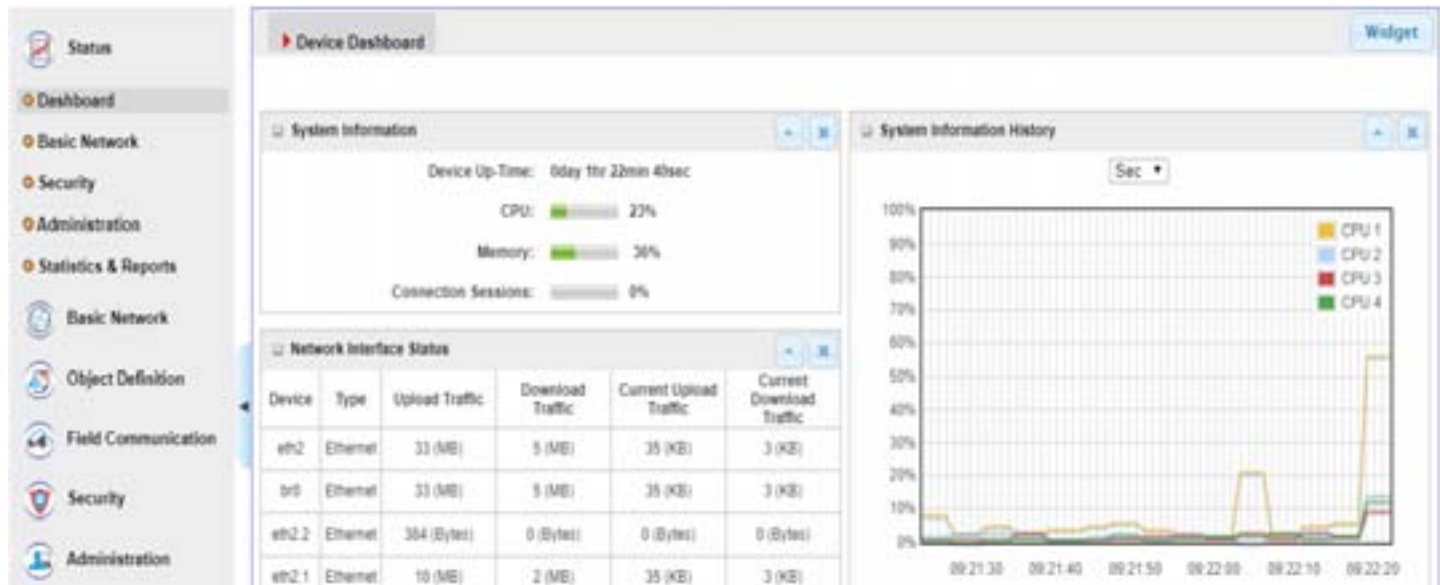 Status
Dashboard
Basic Network
Security
Administration
Statistics & Reports
Basic Network
Object Definition
Field Communication
Security
Administration
Device Dashboard
Widget
System Information
Device Up-Time: 0day 1hr 22min 40sec
CPU: 23%
Memory: 36%
Connection Sessions: 0%
Network Interface Status
Device Type Upload Traffic Download Traffic Current Upload Traffic Current Download Traffic
eth2 Ethernet 33 (MB) 5 (MB) 35 (KB) 3 (KB)
br0 Ethernet 33 (MB) 5 (MB) 35 (KB) 3 (KB)
eth2.2 Ethernet 384 (Bytes) 0 (Bytes) 0 (Bytes) 0 (Bytes)
eth2.1 Ethernet 10 (MB) 2 (MB) 35 (KB) 3 (KB)
System Information History
Sec
100%
90%
80%
70%
60%
50%
40%
30%
20%
10%
0%
CPU 1
CPU 2
CPU 3
CPU 4
09:21:30 09:21:40 09:21:50 09:22:00 09:22:10 09:22:20